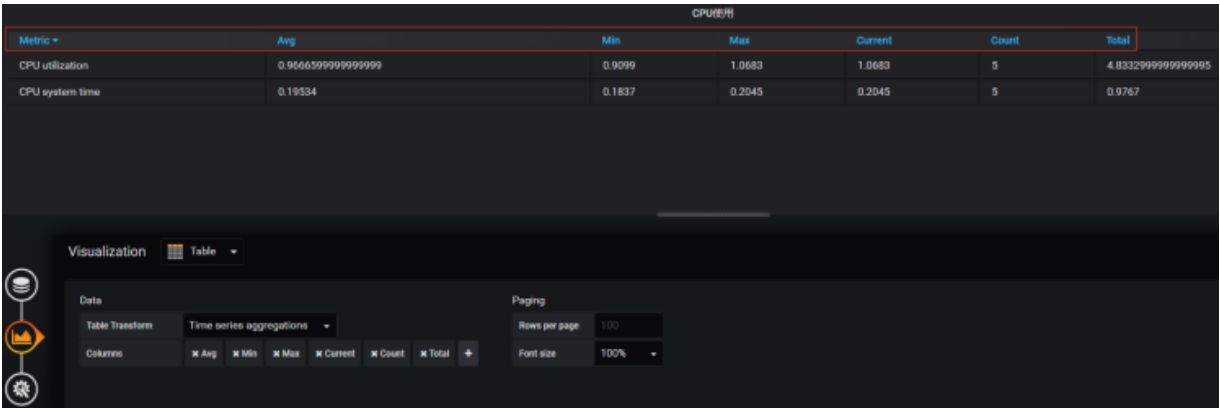 CPU使用
Metric Avg Min Max Current Count Total
CPU utilization 0.9666599999999999 0.9099 1.0683 1.0683 5 4.8332999999999995
CPU system time 0.19534 0.1837 0.2045 0.2045 5 0.9767
Visualization Table
Data Paging
Table Transform Time series aggregations Rows per page 100
Columns Avg Min Max Current Count Total + Font size 100%